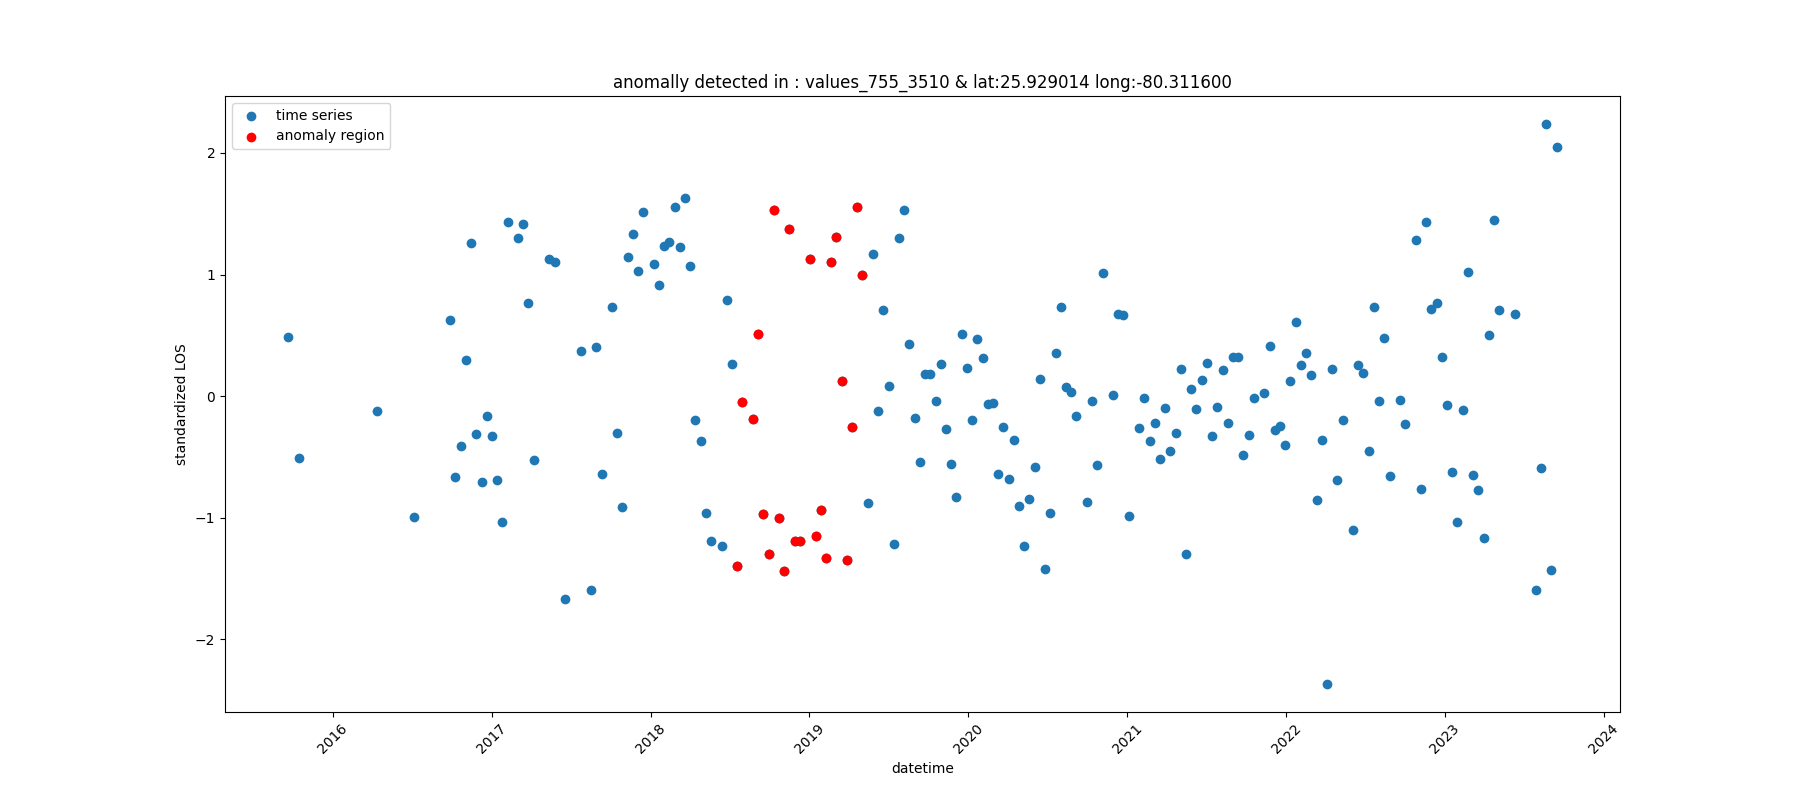 anomally detected in : values_755_3510 & lat:25.929014 long:-80.311600
time series
anomaly region
2
1
0
−1
−2
standardized LOS
2016
2017
2018
2019
2020
2021
2022
2023
2024
datetime